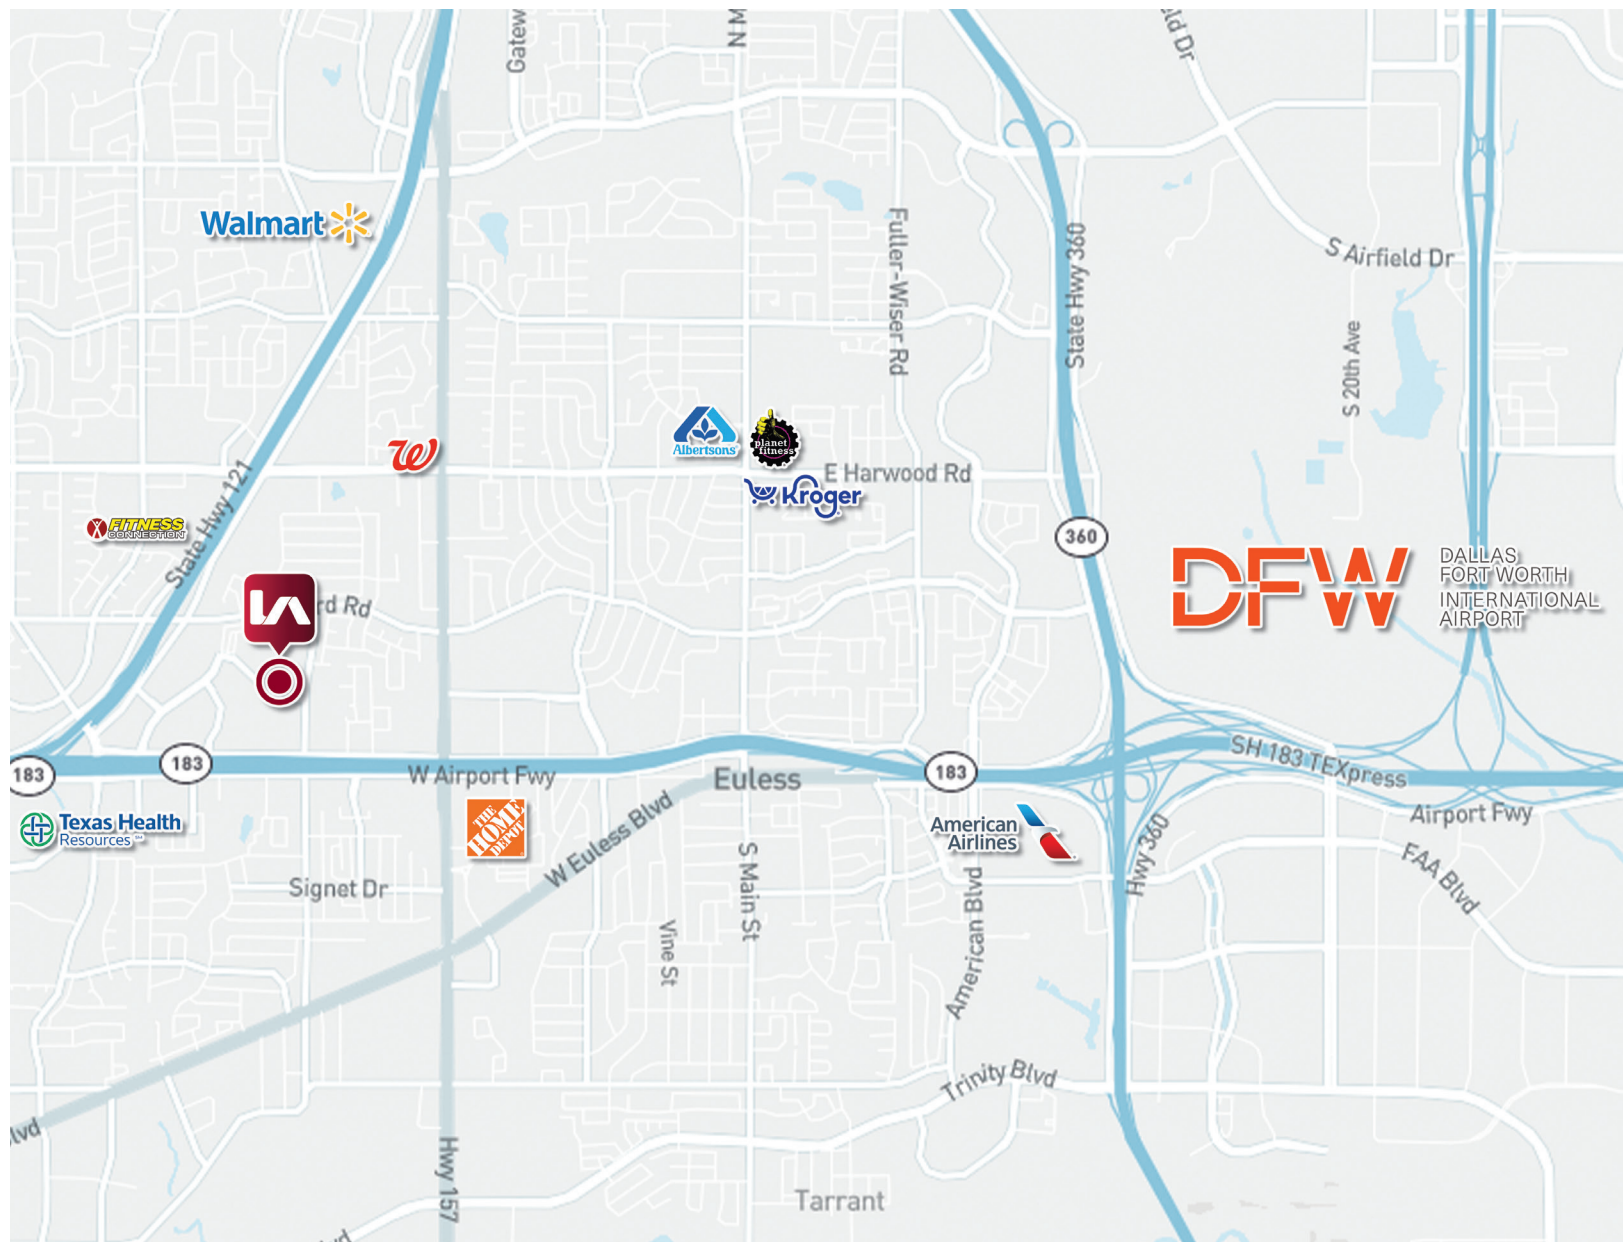 Gatew
W N
ld Dr
Walmart
Fuller-Wiser Rd
State Hwy 360
S Airfield Dr
S 20th Ave
Albertsons
planet
fitness
E Harwood Rd
Kroger
State Hwy 121
FITNESS
CONNECTION
360
DFW
DALLAS
FORT WORTH
INTERNATIONAL
AIRPORT
rd Rd
183
183
W Airport Fwy
Euless
183
SH 183 TEXpress
Airport Fwy
Texas Health
Resources
SM
THE
HOME
DEPOT
W Euless Blvd
American
Airlines
Hwy 360
FAA Blvd
Signet Dr
S Main St
Vine St
American Blvd
Trinity Blvd
lvd
Hwy 157
Tarrant
vd